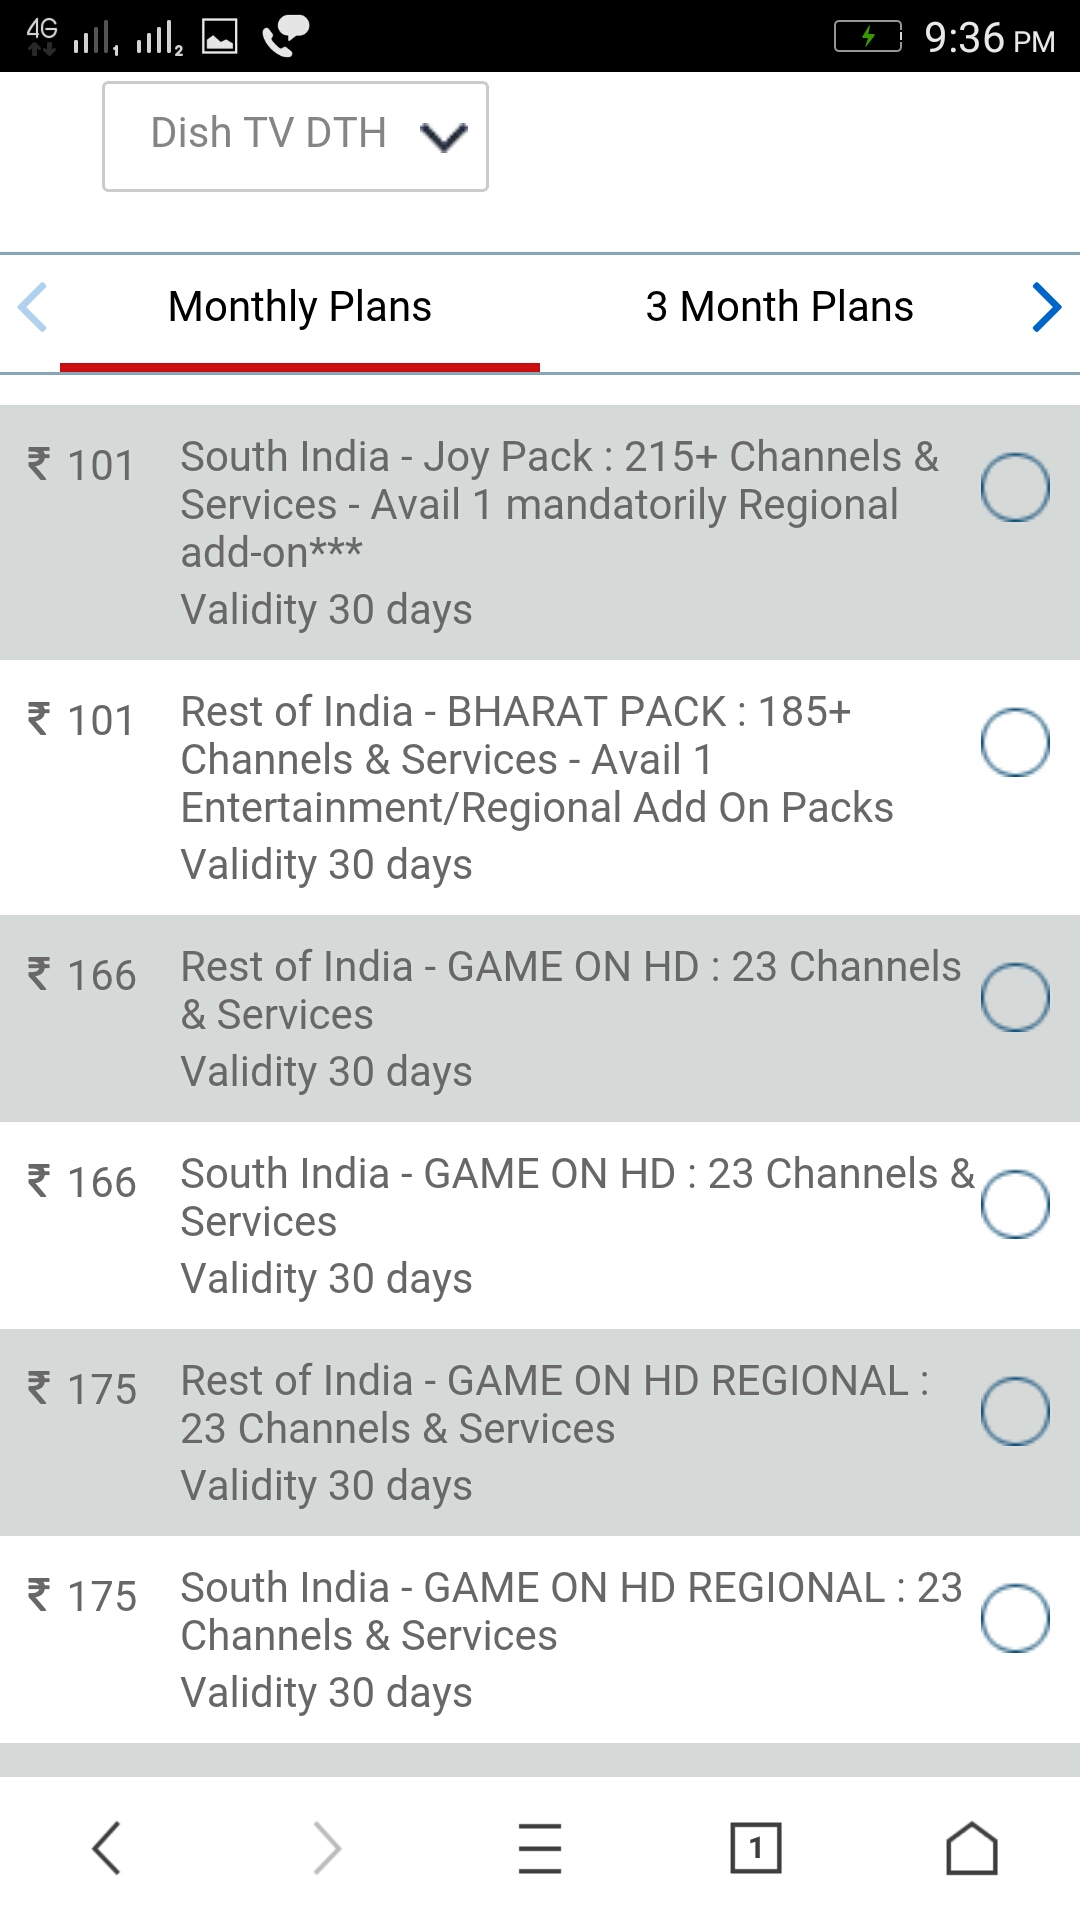 4G 1 2 9:36 PM
Dish TV DTH
Monthly Plans 3 Month Plans
₹ 101 South India - Joy Pack : 215+ Channels &
Services - Avail 1 mandatorily Regional
add-on***
Validity 30 days
₹ 101 Rest of India - BHARAT PACK : 185+
Channels & Services - Avail 1
Entertainment/Regional Add On Packs
Validity 30 days
₹ 166 Rest of India - GAME ON HD : 23 Channels
& Services
Validity 30 days
₹ 166 South India - GAME ON HD : 23 Channels &
Services
Validity 30 days
₹ 175 Rest of India - GAME ON HD REGIONAL :
23 Channels & Services
Validity 30 days
₹ 175 South India - GAME ON HD REGIONAL : 23
Channels & Services
Validity 30 days
1